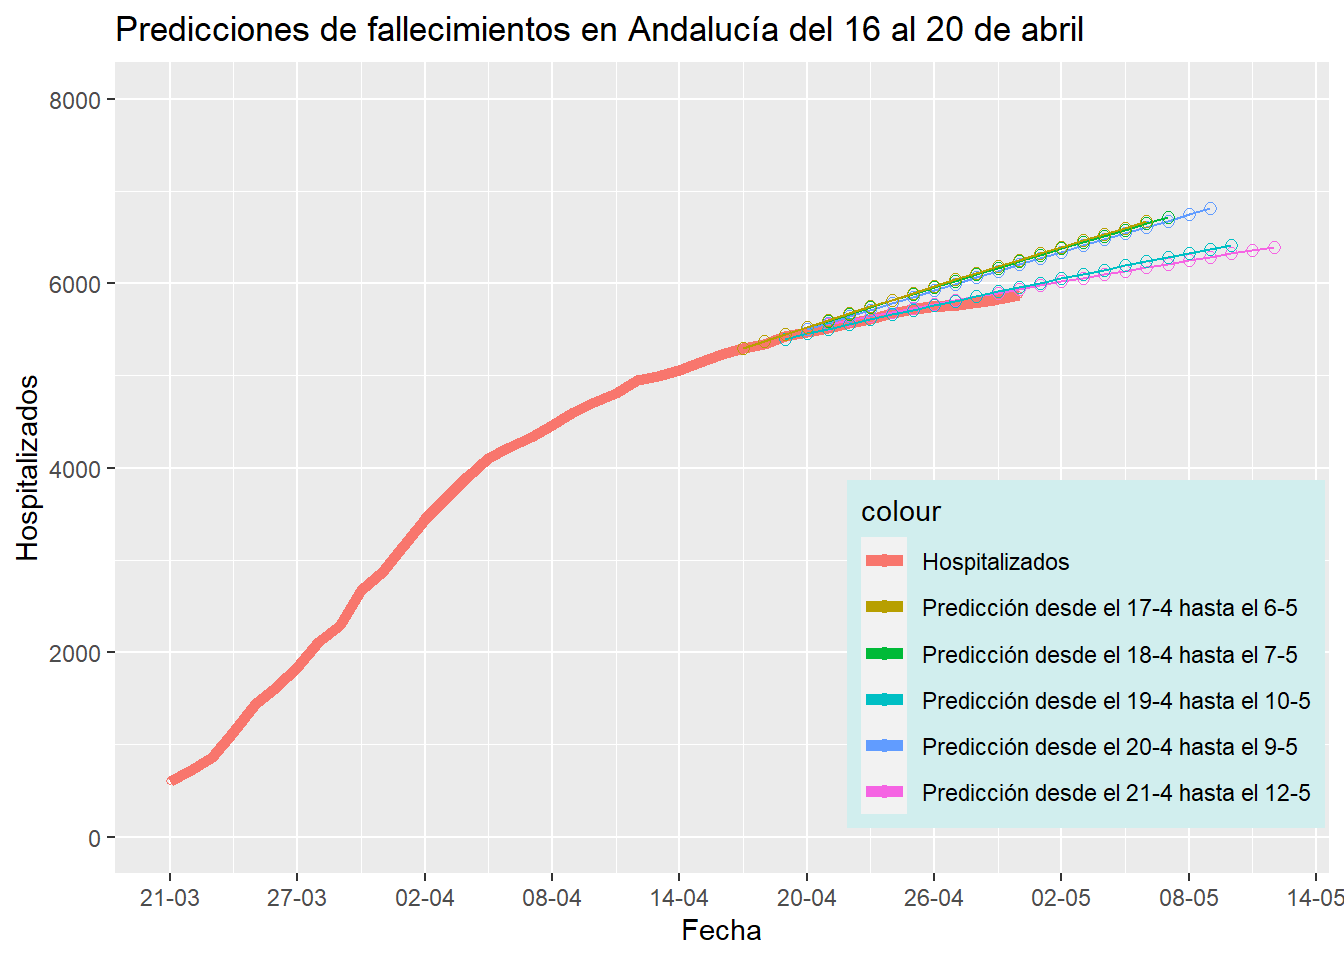 Predicciones de fallecimientos en Andalucía del 16 al 20 de abril
8000
6000
4000
2000
0
Hospitalizados
colour
Hospitalizados
Predicción desde el 17-4 hasta el 6-5
Predicción desde el 18-4 hasta el 7-5
Predicción desde el 19-4 hasta el 10-5
Predicción desde el 20-4 hasta el 9-5
Predicción desde el 21-4 hasta el 12-5
21-03 27-03 02-04 08-04 14-04 20-04 26-04 02-05 08-05 14-05
Fecha